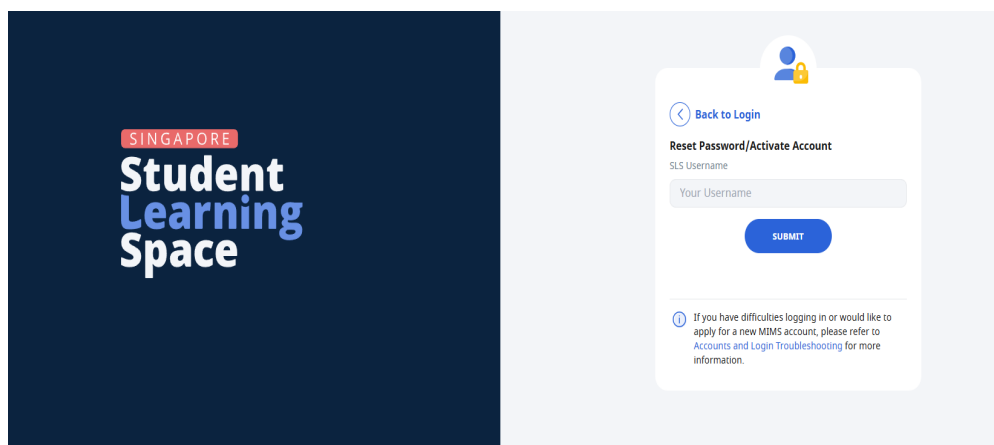 SINGAPORE
Student
Learning
Space
Back to Login
Reset Password/Activate Account
SLS Username
Your Username
SUBMIT
If you have difficulties logging in or would like to
apply for a new MIMS account, please refer to
Accounts and Login Troubleshooting for more
information.